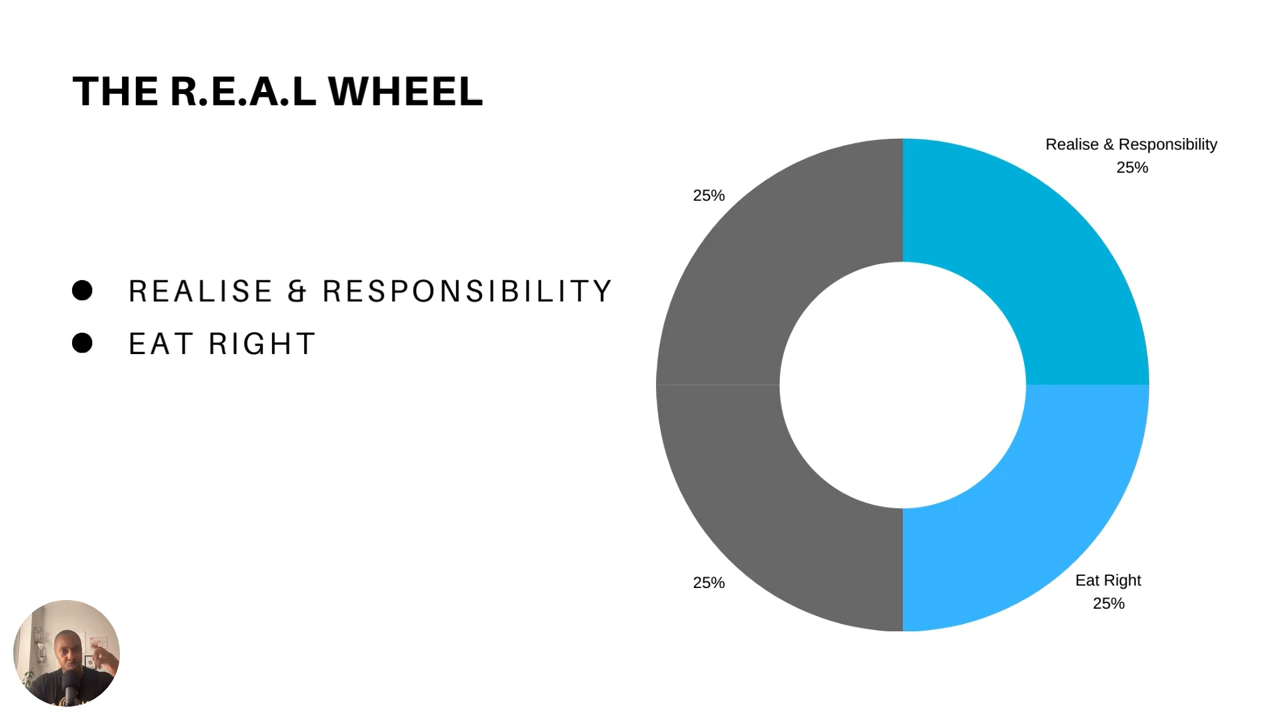 THE R.E.A.L WHEEL
REALISE & RESPONSIBILITY
EAT RIGHT
Realise & Responsibility
25%
25%
25%
Eat Right
25%